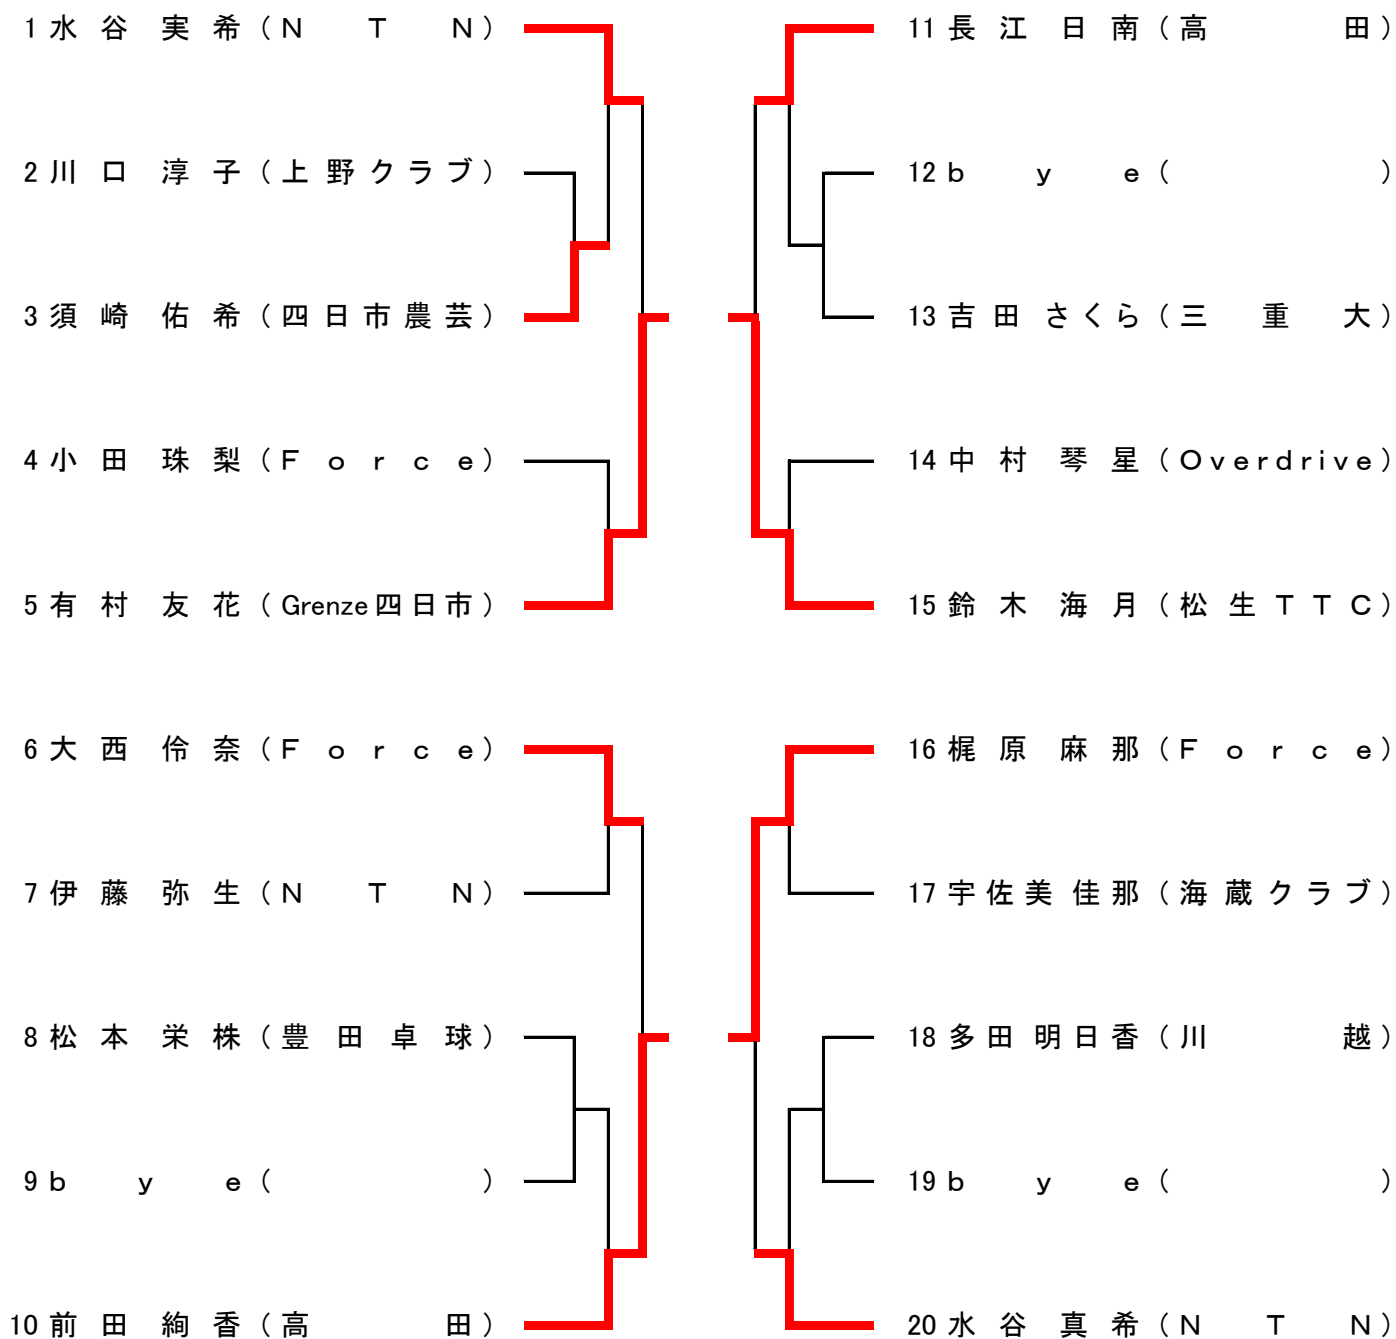 1 水谷 実希（N T N）
2 川口 淳子（上野クラブ）
3 須崎 佑希（四日市農芸）
4 小田 珠梨（Force）
5 有村 友花（Grenze四日市）
6 大西 伶奈（Force）
7 伊藤 弥生（N T N）
8 松本 栄株（豊田卓球）
9 bye（ ）
10 前田 絢香（高田）
11 長江 日南（高田）
12 bye（ ）
13 吉田 さくら（三重大）
14 中村 琴星（Overdrive）
15 鈴木 海月（松生TTC）
16 梶原 麻那（Force）
17 宇佐美 佳那（海蔵クラブ）
18 多田 明日香（川越）
19 bye（ ）
20 水谷 真希（N T N）